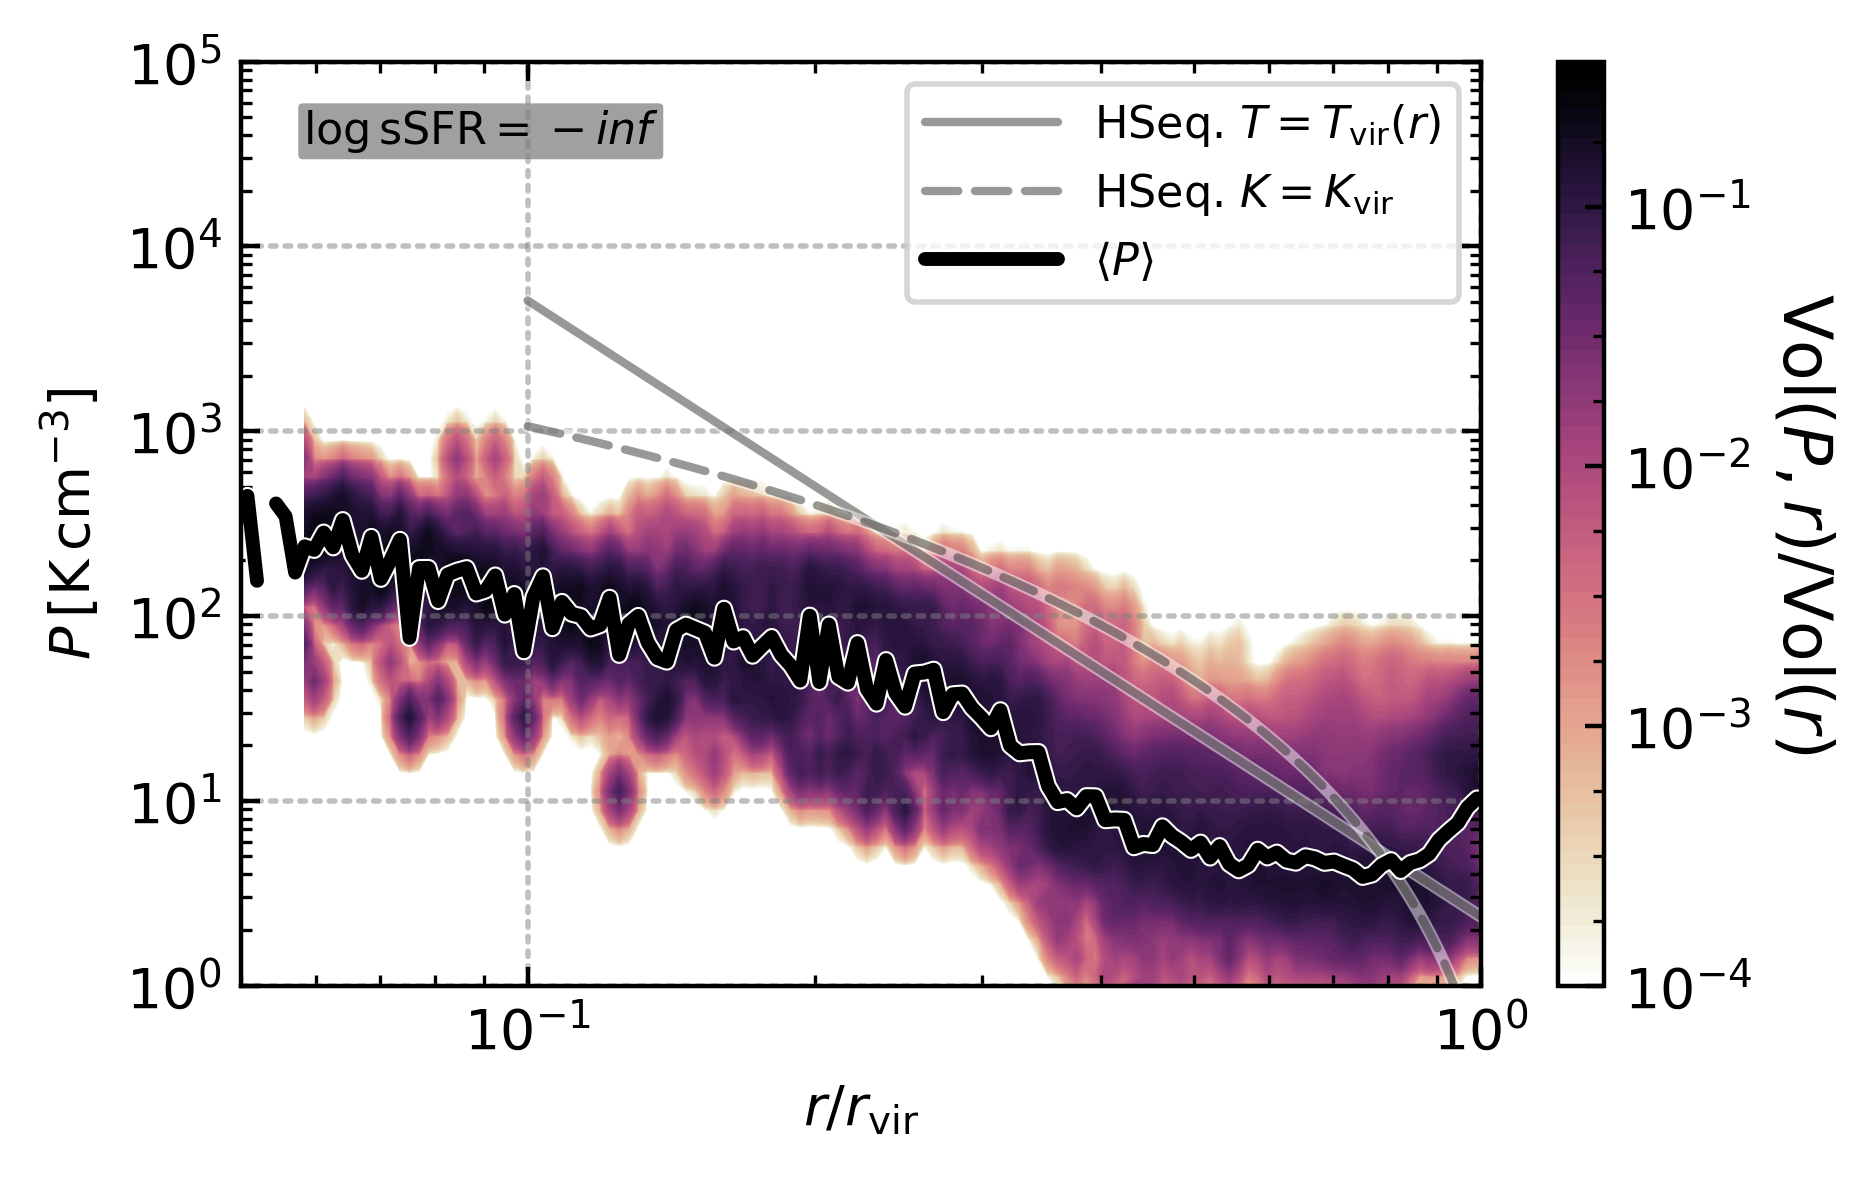 log sSFR = −inf
HSeq. T = T_vir(r)
HSeq. K = K_vir
⟨P⟩
10^5
10^4
10^3
10^2
10^1
10^0
P [K cm^−3]
10^−1
10^0
r/r_vir
10^−1
10^−2
10^−3
10^−4
Vol(P, r)/Vol(r)